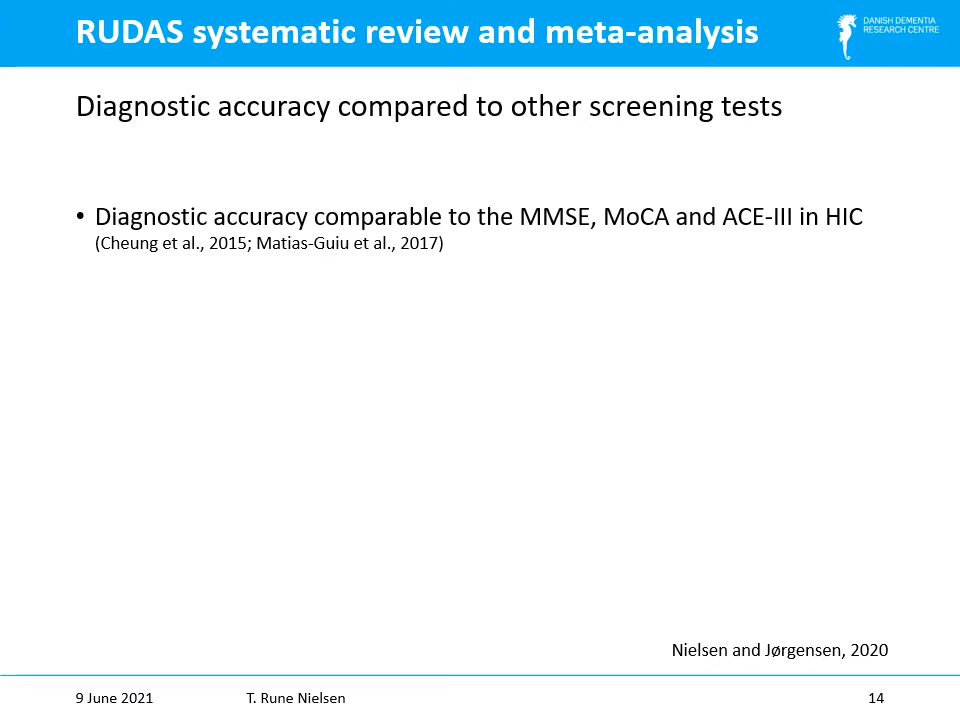 RUDAS systematic review and meta-analysis
DANISH DEMENTIA
RESEARCH CENTRE
Diagnostic accuracy compared to other screening tests
• Diagnostic accuracy comparable to the MMSE, MoCA and ACE-III in HIC
(Cheung et al., 2015; Matias-Guiu et al., 2017)
Nielsen and Jørgensen, 2020
9 June 2021 T. Rune Nielsen 14